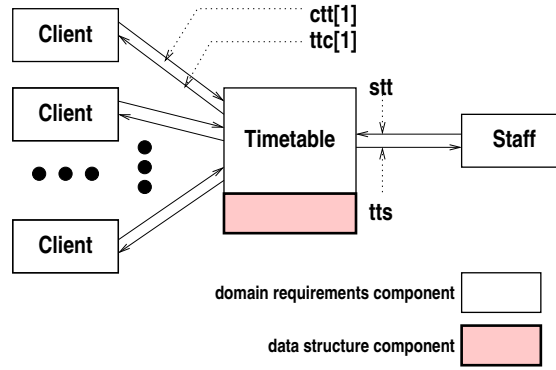 Client
ctt[1]
ttc[1]
Client
Timetable
stt
Staff
tts
Client
domain requirements component
data structure component